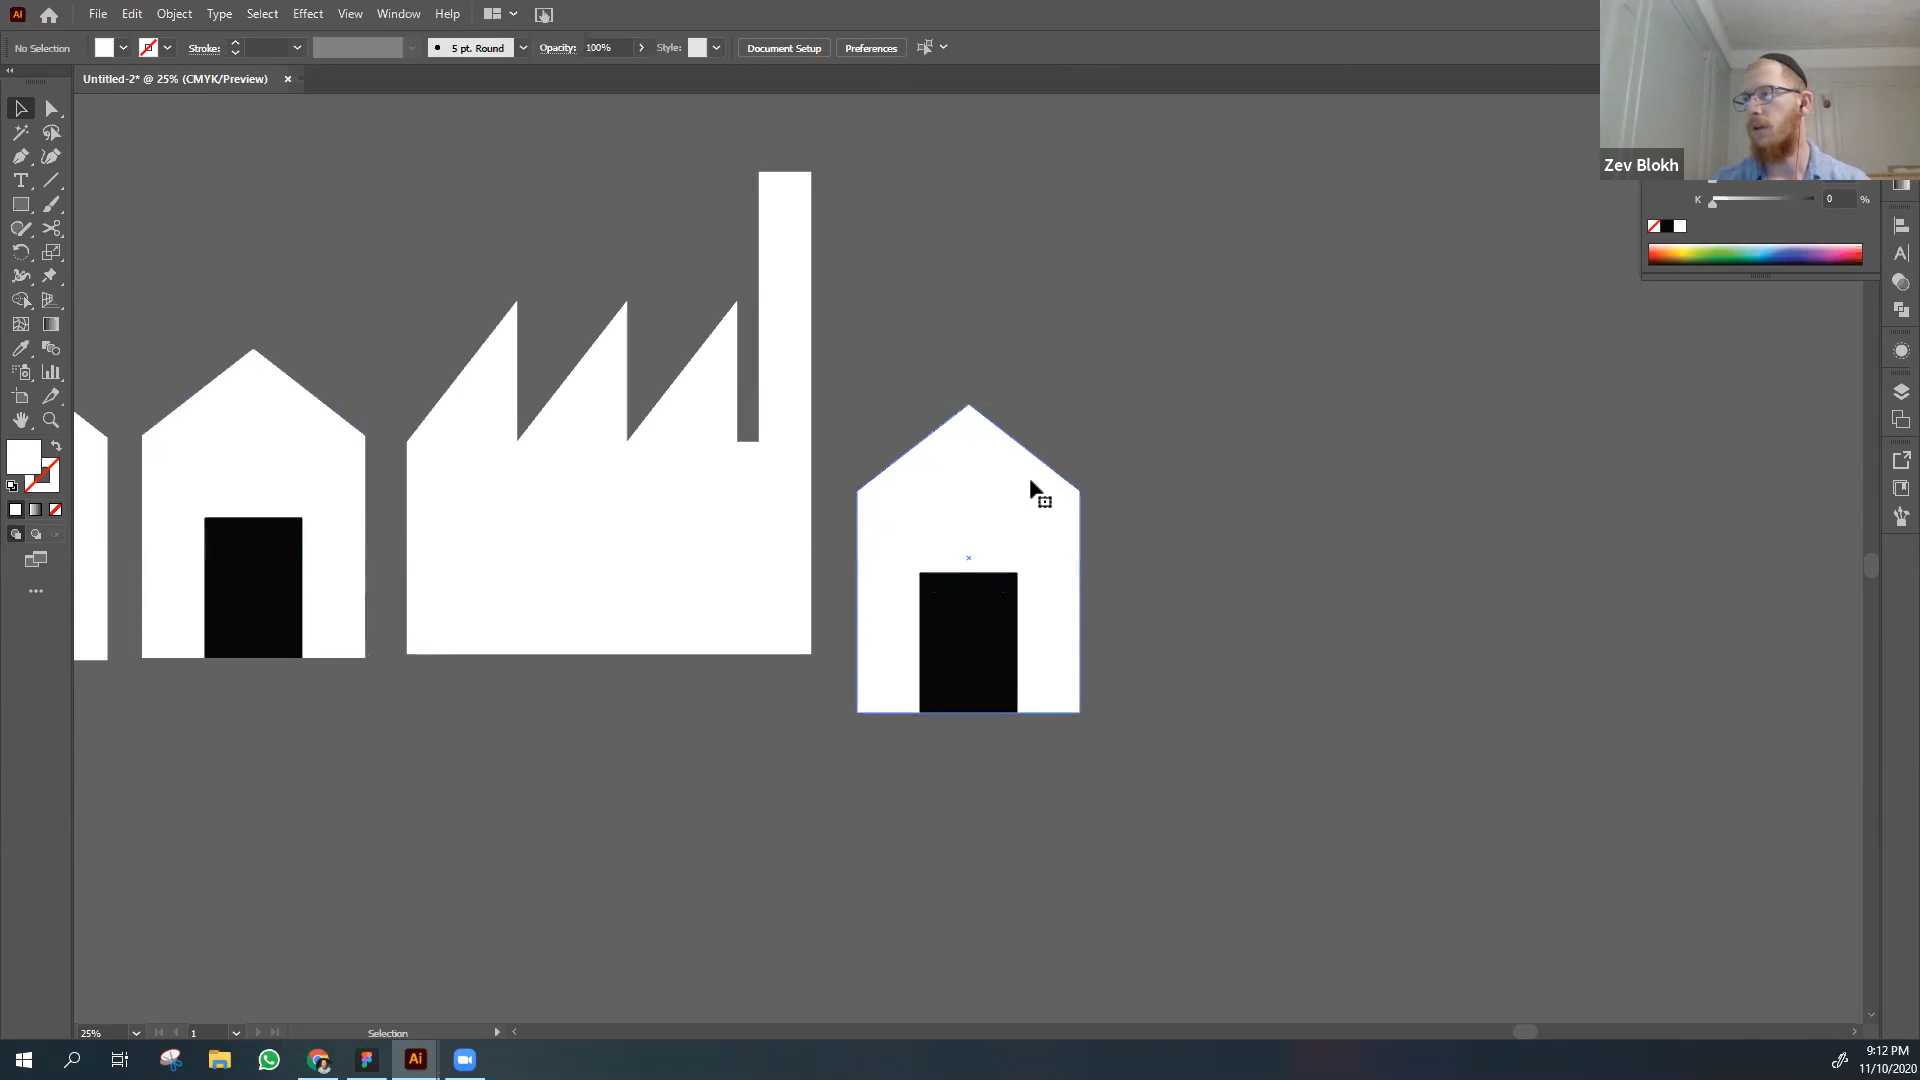 Ai File Edit Object Type Select Effect View Window Help
No Selection Stroke: 5 pt. Round Opacity: 100% Style: Document Setup Preferences
Untitled-2* @ 25% (CMYK/Preview) ×
Zev Blokh
K 0 %
25% 1 Selection
Ai
9:12 PM
11/10/2020